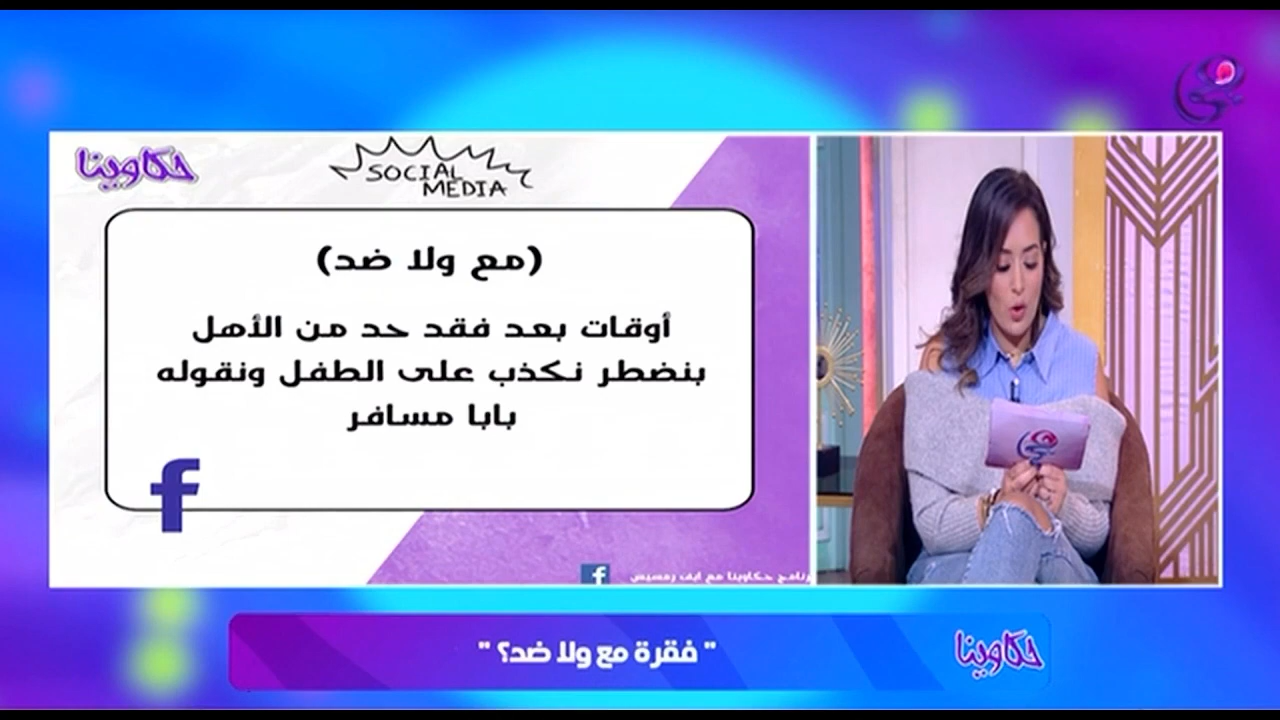 حكاوينا
SOCIAL
MEDIA
(مع ولا ضد)
أوقات بعد فقد حد من الأهل
بنضطر نكذب على الطفل ونقوله
بابا مسافر
f
f برنامج حكاوينا مع ايف رمسيس
" فقرة مع ولا ضد؟ "
حكاوينا